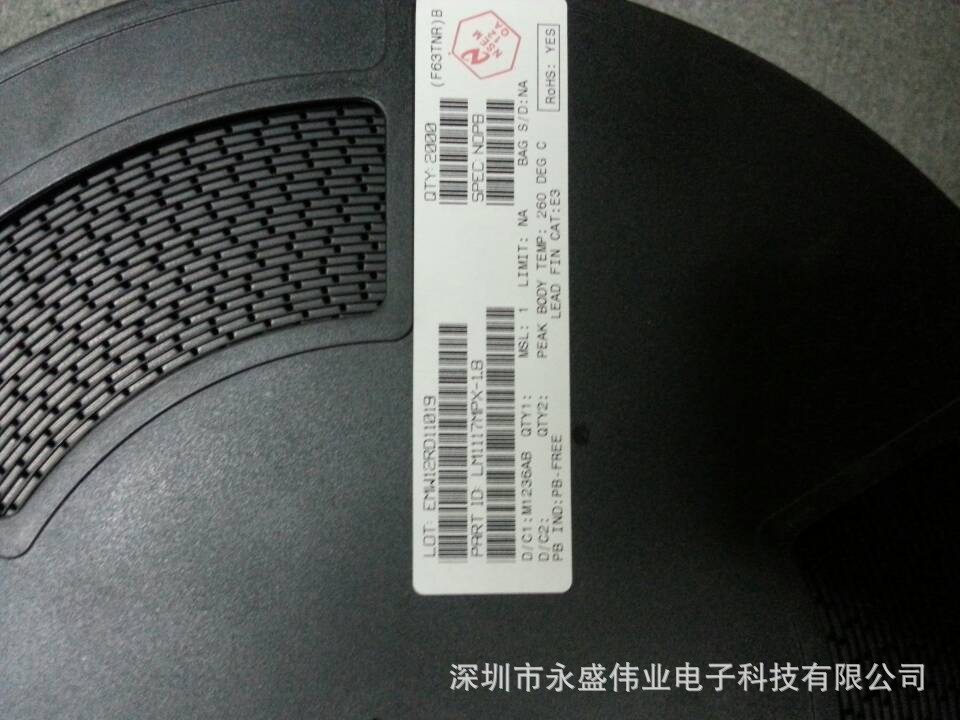 LOT: EMW12RD11019 QTY: 2000 (F63TNR)B
PART ID: LM1117MPX-1.8 SPEC NOPB
D/C1:M1236AB QTY1: MSL: 1 LIMIT: NA BAG S/D:NA
D/C2: QTY2: PEAK BODY TEMP: 260 DEG C
PB IND:PB-FREE LEAD FIN CAT:E3
RoHS: YES
深圳市永盛伟业电子科技有限公司